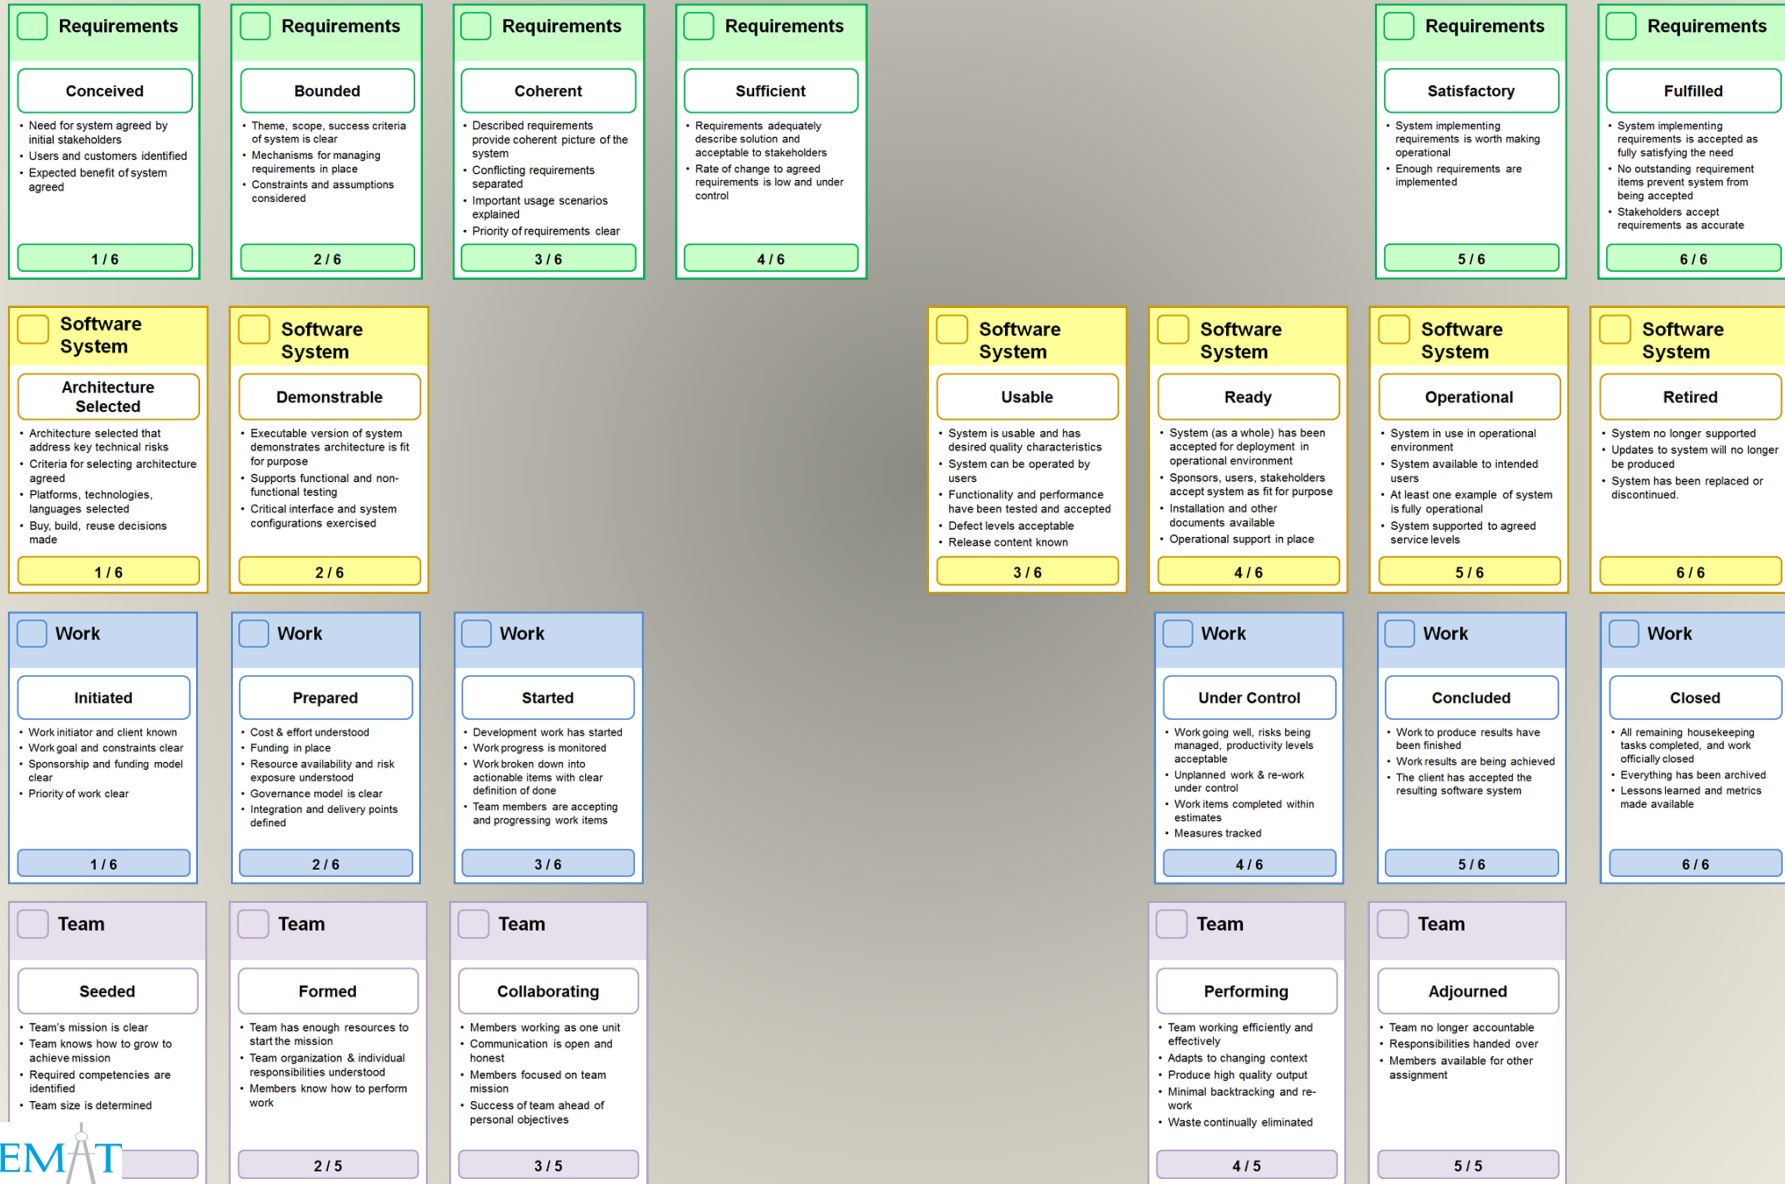 Requirements
Conceived
• Need for system agreed by
initial stakeholders
• Users and customers identified
• Expected benefit of system
agreed
1 / 6
Requirements
Bounded
• Theme, scope, success criteria
of system is clear
• Mechanisms for managing
requirements in place
• Constraints and assumptions
considered
2 / 6
Requirements
Coherent
• Described requirements
provide coherent picture of the
system
• Conflicting requirements
separated
• Important usage scenarios
explained
• Priority of requirements clear
3 / 6
Requirements
Sufficient
• Requirements adequately
describe solution and
acceptable to stakeholders
• Rate of change to agreed
requirements is low and under
control
4 / 6
Requirements
Satisfactory
• System implementing
requirements is worth making
operational
• Enough requirements are
implemented
5 / 6
Requirements
Fulfilled
• System implementing
requirements is accepted as
fully satisfying the need
• No outstanding requirement
items prevent system from
being accepted
• Stakeholders accept
requirements as accurate
6 / 6
Software
System
Architecture
Selected
• Architecture selected that
address key technical risks
• Criteria for selecting architecture
agreed
• Platforms, technologies,
languages selected
• Buy, build, reuse decisions
made
1 / 6
Software
System
Demonstrable
• Executable version of system
demonstrates architecture is fit
for purpose
• Supports functional and non-
functional testing
• Critical interface and system
configurations exercised
2 / 6
Software
System
Usable
• System is usable and has
desired quality characteristics
• System can be operated by
users
• Functionality and performance
have been tested and accepted
• Defect levels acceptable
• Release content known
3 / 6
Software
System
Ready
• System (as a whole) has been
accepted for deployment in
operational environment
• Sponsors, users, stakeholders
accept system as fit for purpose
• Installation and other
documents available
• Operational support in place
4 / 6
Software
System
Operational
• System in use in operational
environment
• System available to intended
users
• At least one example of system
is fully operational
• System supported to agreed
service levels
5 / 6
Software
System
Retired
• System no longer supported
• Updates to system will no longer
be produced
• System has been replaced or
discontinued.
6 / 6
Work
Initiated
• Work initiator and client known
• Work goal and constraints clear
• Sponsorship and funding model
clear
• Priority of work clear
1 / 6
Work
Prepared
• Cost & effort understood
• Funding in place
• Resource availability and risk
exposure understood
• Governance model is clear
• Integration and delivery points
defined
2 / 6
Work
Started
• Development work has started
• Work progress is monitored
• Work broken down into
actionable items with clear
definition of done
• Team members are accepting
and progressing work items
3 / 6
Work
Under Control
• Work going well, risks being
managed, productivity levels
acceptable
• Unplanned work & re-work
under control
• Work items completed within
estimates
• Measures tracked
4 / 6
Work
Concluded
• Work to produce results have
been finished
• Work results are being achieved
• The client has accepted the
resulting software system
5 / 6
Work
Closed
• All remaining housekeeping
tasks completed, and work
officially closed
• Everything has been archived
• Lessons learned and metrics
made available
6 / 6
Team
Seeded
• Team's mission is clear
• Team knows how to grow to
achieve mission
• Required competencies are
identified
• Team size is determined
EMAT
Team
Formed
• Team has enough resources to
start the mission
• Team organization & individual
responsibilities understood
• Members know how to perform
work
2 / 5
Team
Collaborating
• Members working as one unit
• Communication is open and
honest
• Members focused on team
mission
• Success of team ahead of
personal objectives
3 / 5
Team
Performing
• Team working efficiently and
effectively
• Adapts to changing context
• Produce high quality output
• Minimal backtracking and re-
work
• Waste continually eliminated
4 / 5
Team
Adjourned
• Team no longer accountable
• Responsibilities handed over
• Members available for other
assignment
5 / 5